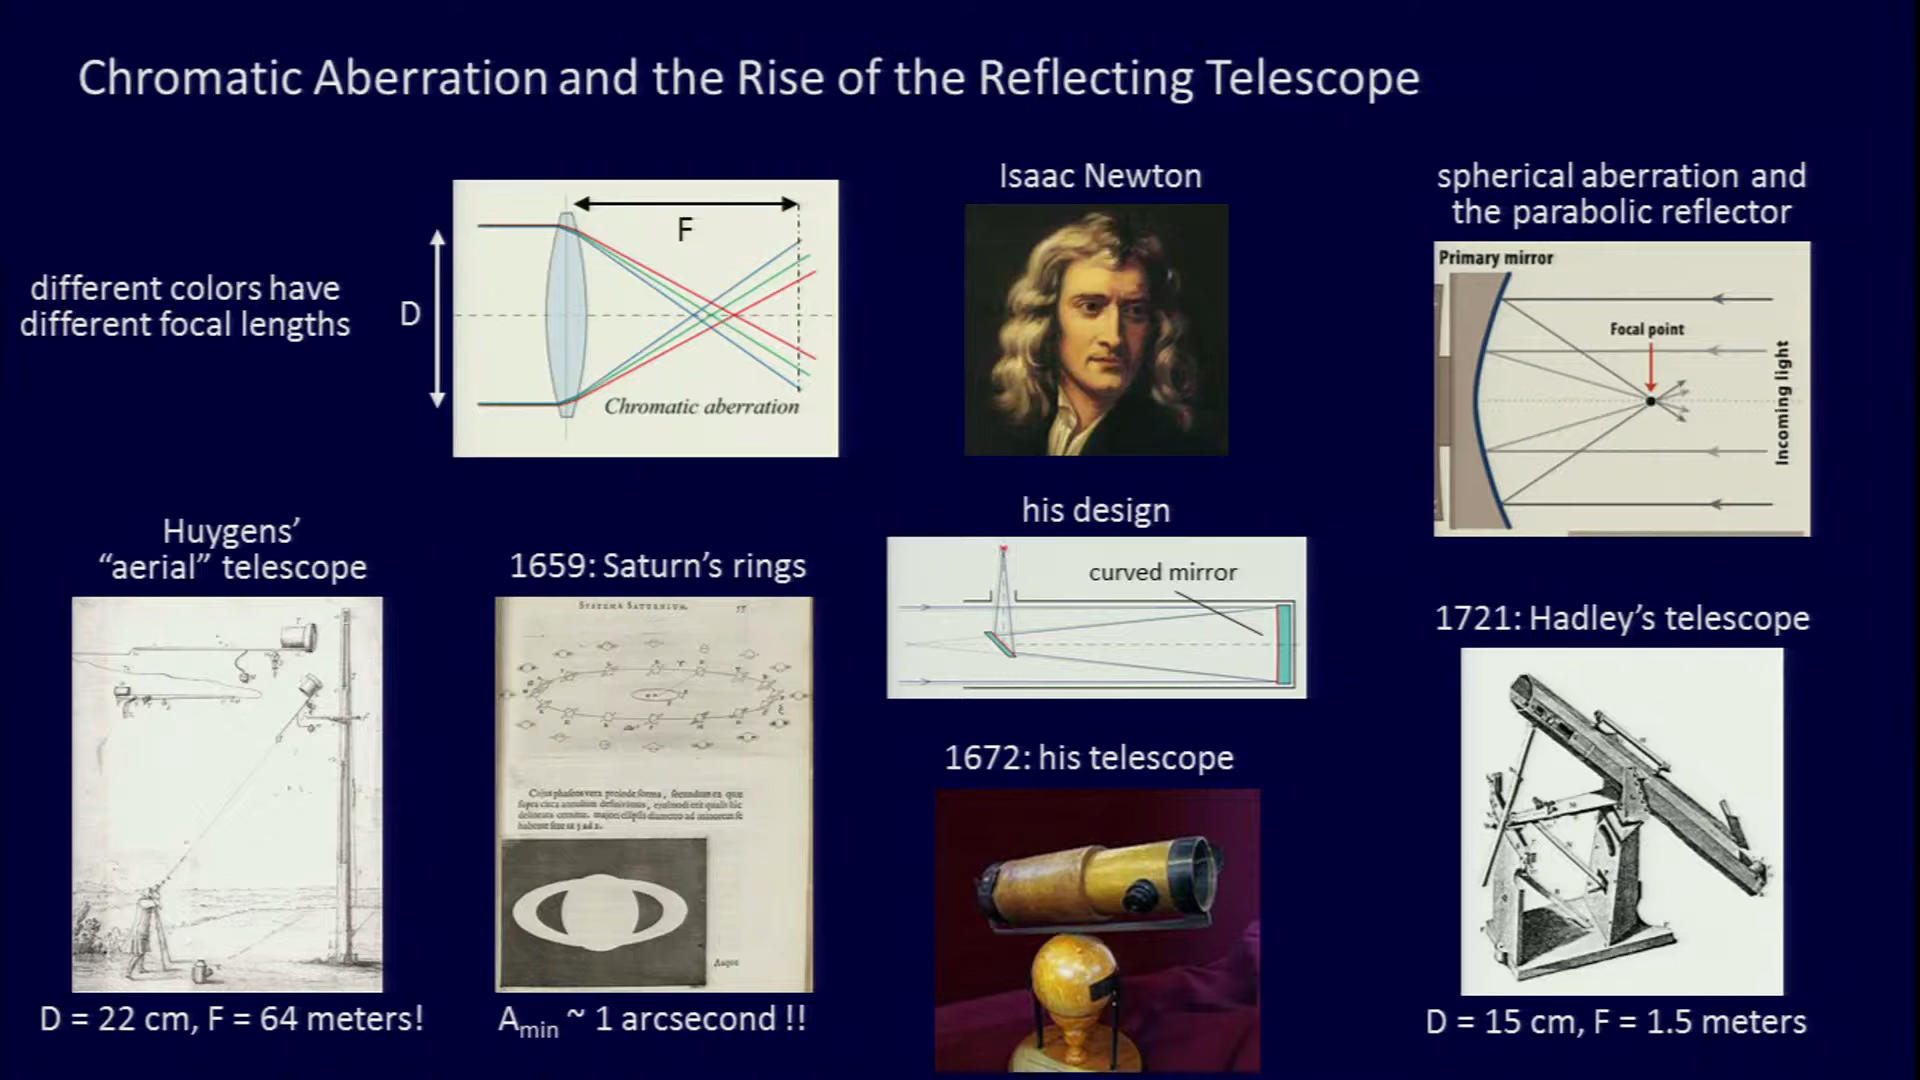 Chromatic Aberration and the Rise of the Reflecting Telescope
different colors have
different focal lengths
D
F
Chromatic aberration
Isaac Newton
spherical aberration and
the parabolic reflector
Primary mirror
Focal point
Incoming light
Huygens’
“aerial” telescope
D = 22 cm, F = 64 meters!
1659: Saturn’s rings
SYSTEMA SATURNIUM.
A min ~ 1 arcsecond !!
his design
curved mirror
1672: his telescope
1721: Hadley’s telescope
D = 15 cm, F = 1.5 meters